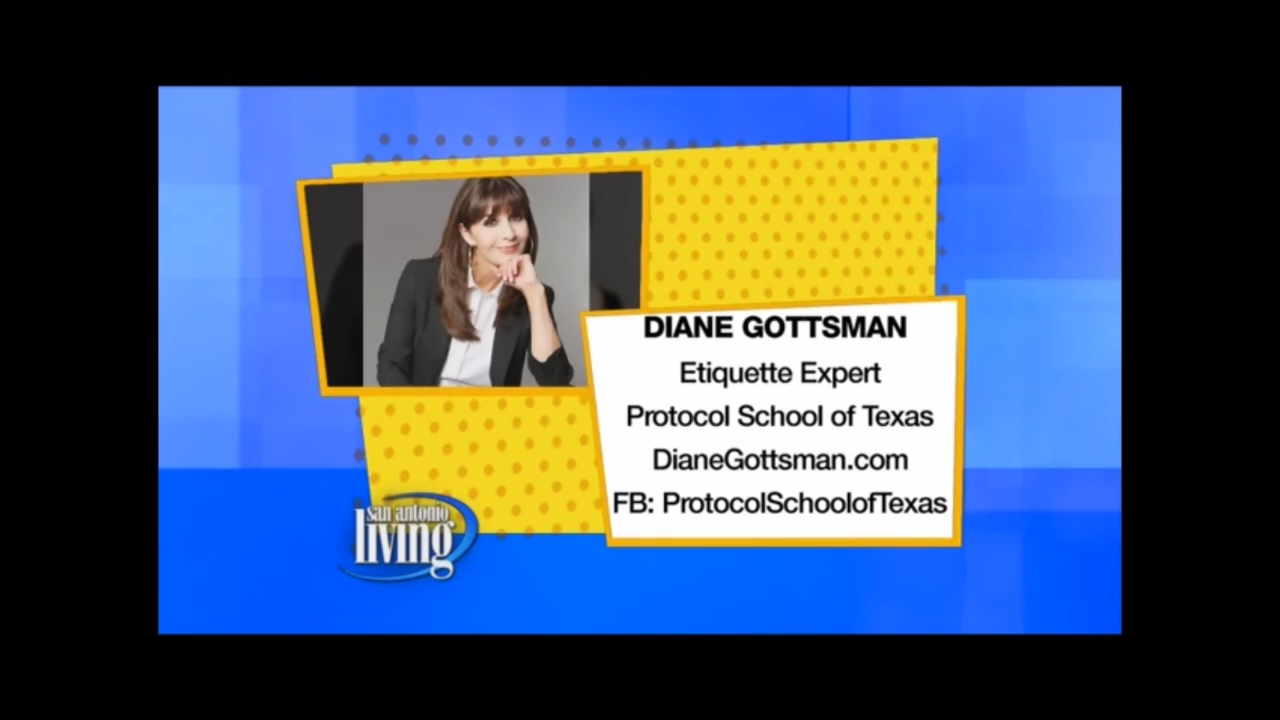 DIANE GOTTSMAN
Etiquette Expert
Protocol School of Texas
DianeGottsman.com
FB: ProtocolSchoolofTexas
san antonio
living